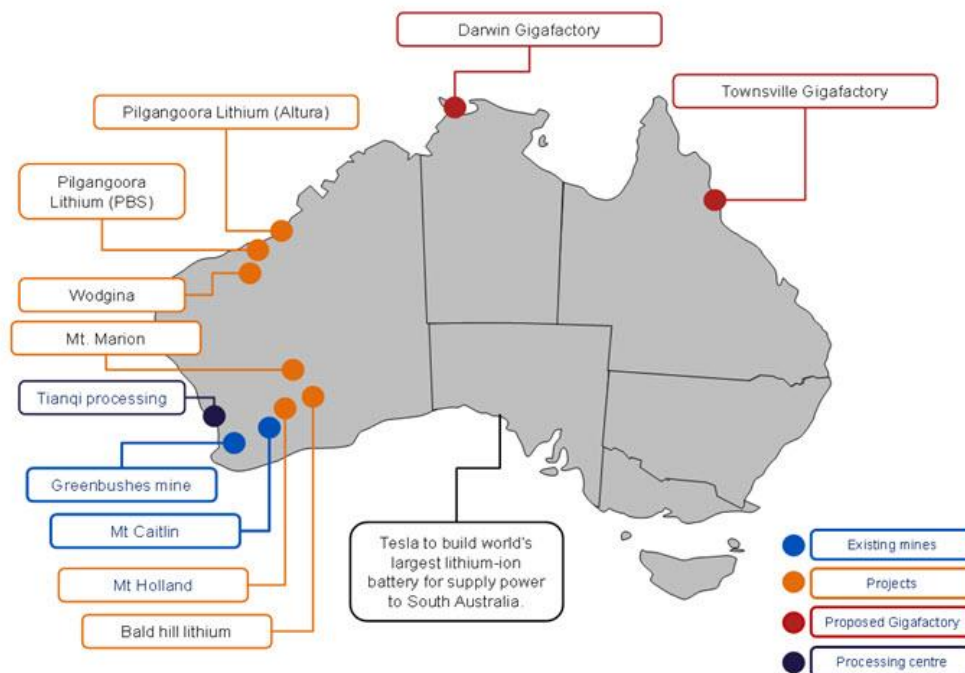 Darwin Gigafactory
Townsville Gigafactory
Pilgangoora Lithium (Altura)
Pilgangoora
Lithium (PBS)
Wodgina
Mt. Marion
Tianqi processing
Greenbushes mine
Mt Caitlin
Mt Holland
Bald hill lithium
Tesla to build world's
largest lithium-ion
battery for supply power
to South Australia.
Existing mines
Projects
Proposed Gigafactory
Processing centre